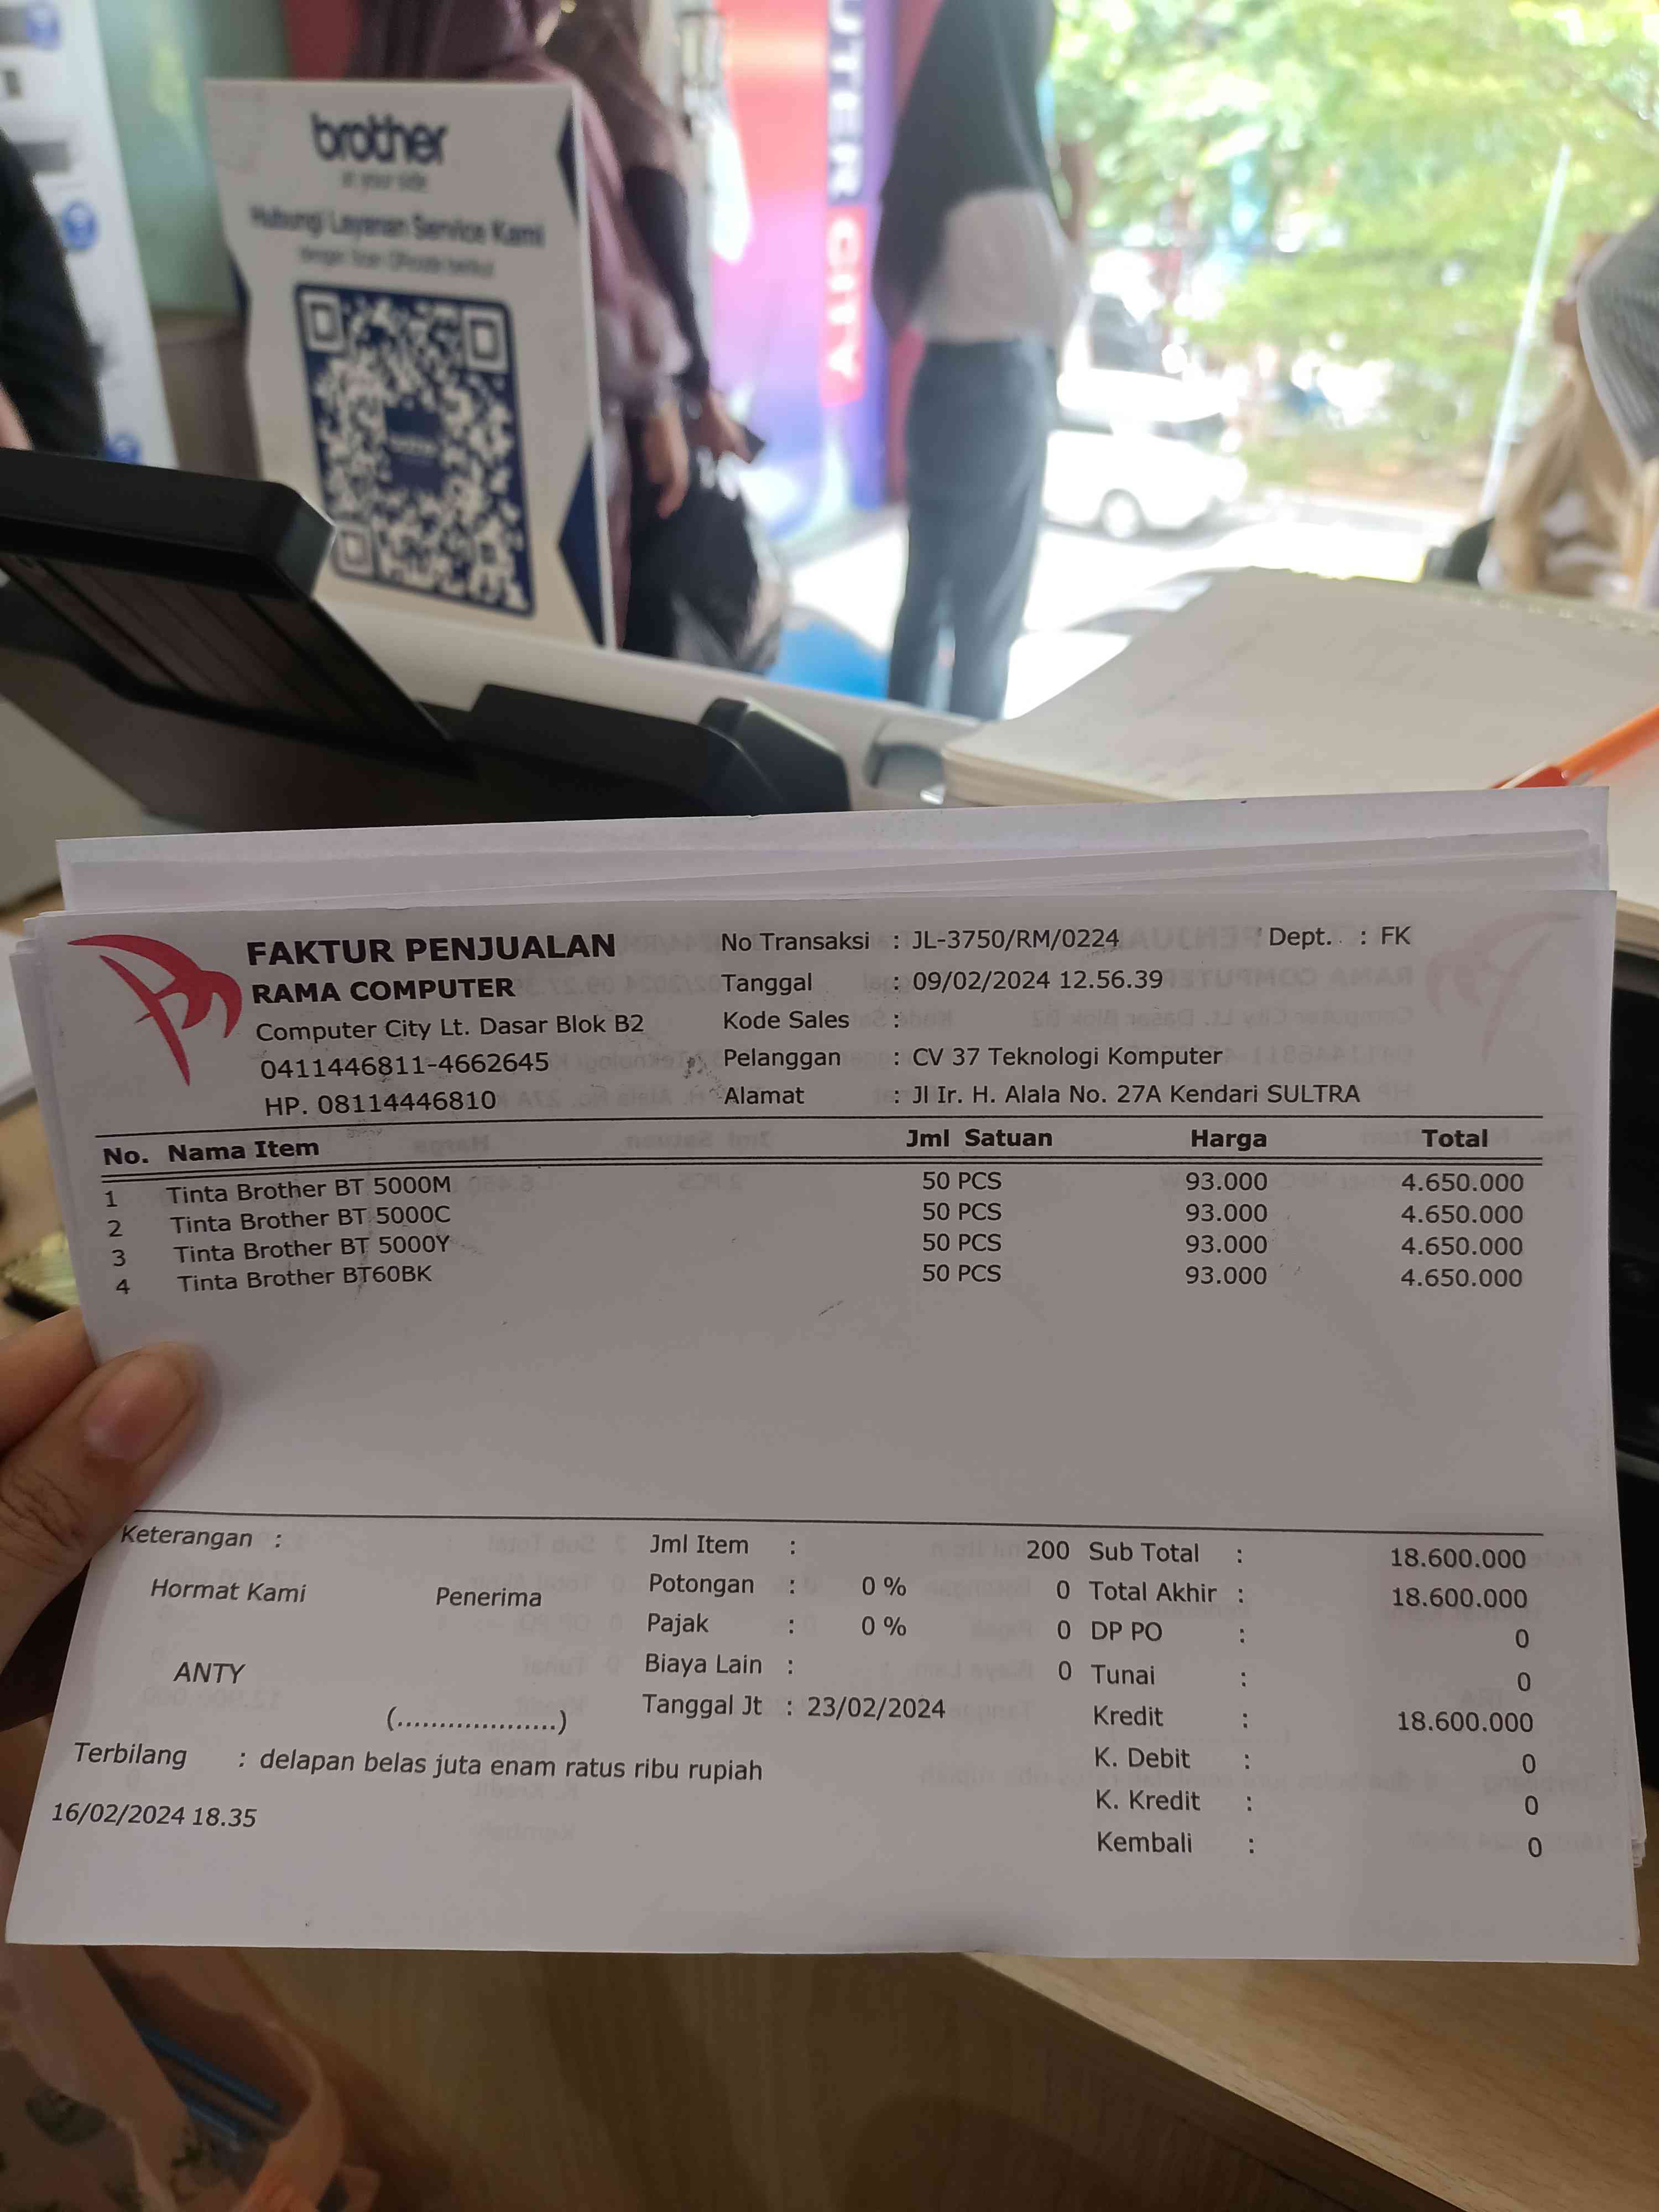 brother
at your side
Hubungi Layanan Service Kami
UTER CITY
FAKTUR PENJUALAN
RAMA COMPUTER
Computer City Lt. Dasar Blok B2
0411446811-4662645
HP. 08114446810
No Transaksi : JL-3750/RM/0224 Dept. : FK
Tanggal : 09/02/2024 12.56.39
Kode Sales :
Pelanggan : CV 37 Teknologi Komputer
Alamat : Jl Ir. H. Alala No. 27A Kendari SULTRA
No. Nama Item Jml Satuan Harga Total
1 Tinta Brother BT 5000M 50 PCS 93.000 4.650.000
2 Tinta Brother BT 5000C 50 PCS 93.000 4.650.000
3 Tinta Brother BT 5000Y 50 PCS 93.000 4.650.000
4 Tinta Brother BT60BK 50 PCS 93.000 4.650.000
Keterangan :
Hormat Kami Penerima
ANTY
(...................)
Jml Item : 200
Potongan : 0 % 0
Pajak : 0 % 0
Biaya Lain : 0
Tanggal Jt : 23/02/2024
Sub Total : 18.600.000
Total Akhir : 18.600.000
DP PO : 0
Tunai : 0
Kredit : 18.600.000
K. Debit : 0
K. Kredit : 0
Kembali : 0
Terbilang : delapan belas juta enam ratus ribu rupiah
16/02/2024 18.35